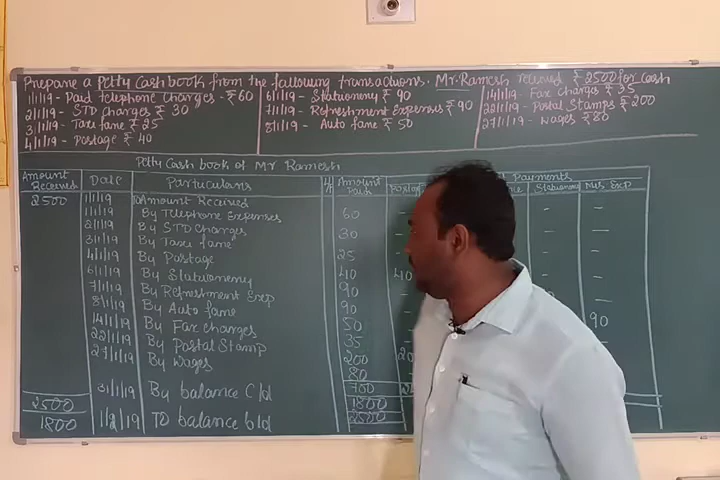 Prepare a Petty Cash book from the following transactions. Mr. Ramesh received ₹ 2500 for Cash
1/1/19 - Paid telephone charges - ₹ 60
2/1/19 - STD charges ₹ 30
3/1/19 - Taxi fare ₹ 25
4/1/19 - Postage ₹ 40
6/1/19 - Stationery ₹ 90
7/1/19 - Refreshment Expenses ₹ 90
8/1/19 - Auto fare ₹ 50
14/1/19 - Fax charges ₹ 35
22/1/19 - Postal Stamps ₹ 200
27/1/19 - Wages ₹ 80
Petty Cash book of Mr Ramesh
Amount Received Date Particulars Amount Paid Postage Payments Stationery Mis Exp
2500 1/1/19 To Amount Received
1/1/19 By Telephone Expenses 60 - -
2/1/19 By STD Charges 30 - -
3/1/19 By Taxi fare 25 - -
4/1/19 By Postage 40 40 - -
6/1/19 By Stationery 90 -
7/1/19 By Refreshment Exp 90 90
8/1/19 By Auto fare 50
14/1/19 By Fax charges 35
22/1/19 By Postal Stamp 200
27/1/19 By Wages 80
700
31/1/19 By balance C/d 1800
2500 2500
1800 1/2/19 To balance b/d